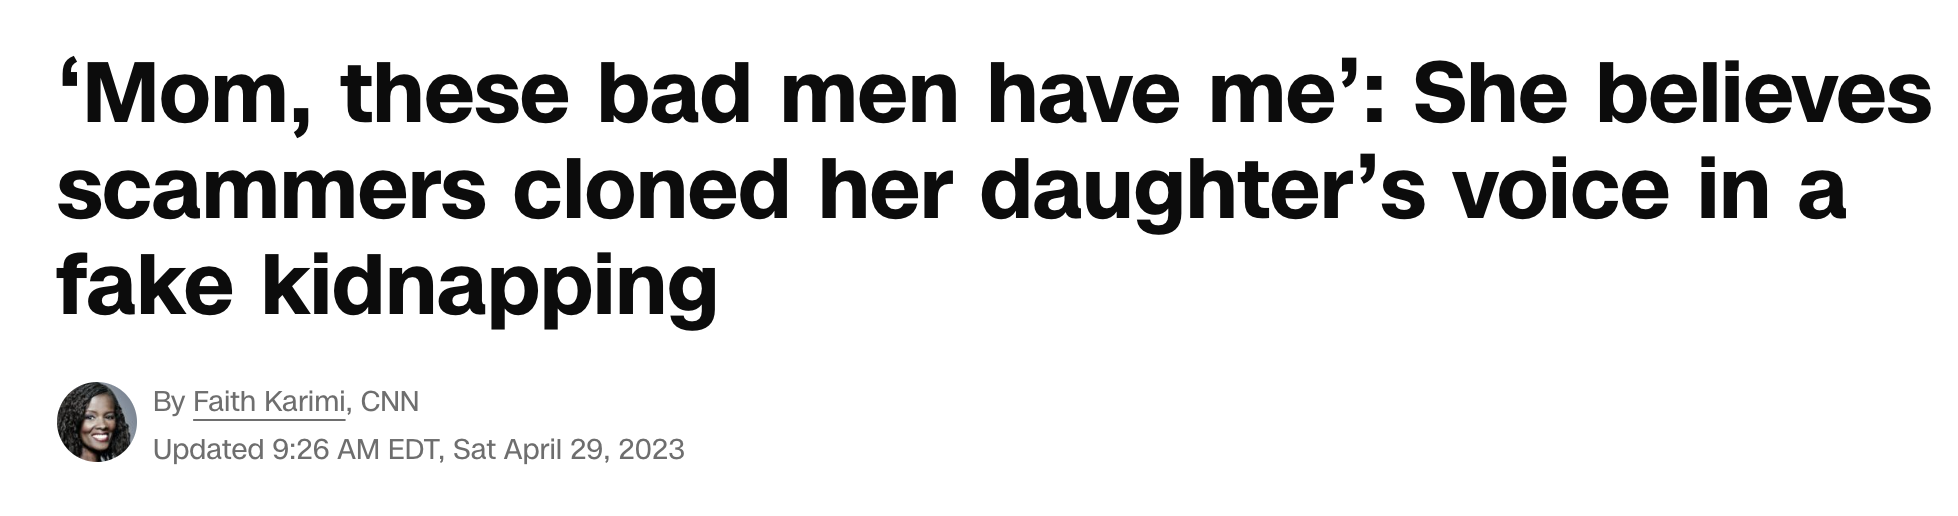 ‘Mom, these bad men have me’: She believes
scammers cloned her daughter’s voice in a
fake kidnapping
By Faith Karimi, CNN
Updated 9:26 AM EDT, Sat April 29, 2023